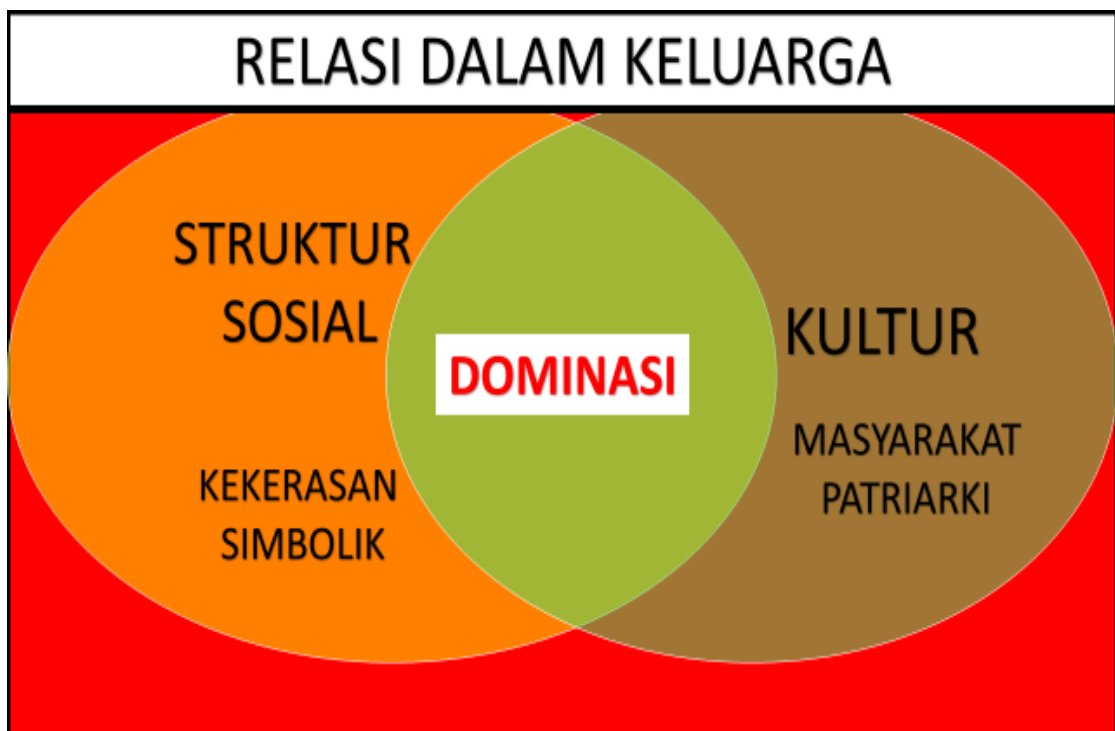 RELASI DALAM KELUARGA
STRUKTUR
SOSIAL
KEKERASAN
SIMBOLIK
DOMINASI
KULTUR
MASYARAKAT
PATRIARKI